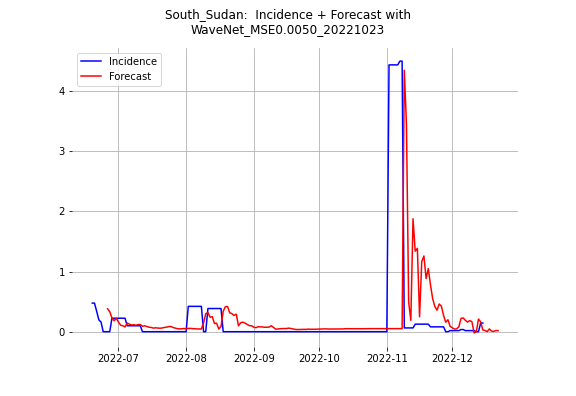 South_Sudan:  Incidence + Forecast with
WaveNet_MSE0.0050_20221023
Incidence
Forecast
4
3
2
1
0
2022-07
2022-08
2022-09
2022-10
2022-11
2022-12